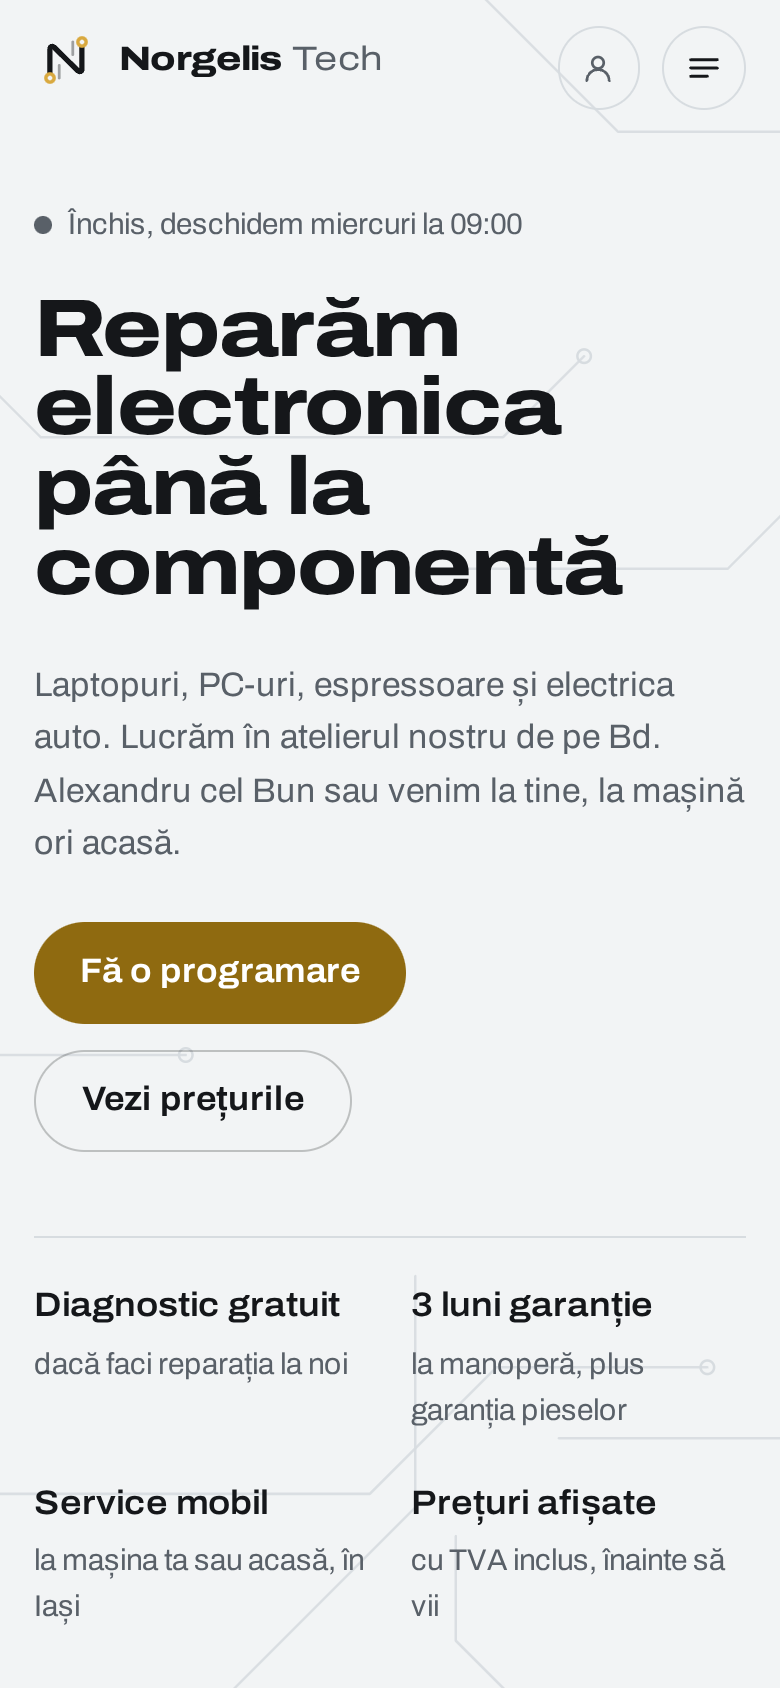 Norgelis Tech
Închis, deschidem miercuri la 09:00
Reparăm
electronica
până la
componentă
Laptopuri, PC-uri, espressoare și electrica
auto. Lucrăm în atelierul nostru de pe Bd.
Alexandru cel Bun sau venim la tine, la mașină
ori acasă.
Fă o programare
Vezi prețurile
Diagnostic gratuit
dacă faci reparația la noi
3 luni garanție
la manoperă, plus
garanția pieselor
Service mobil
la mașina ta sau acasă, în
Iași
Prețuri afișate
cu TVA inclus, înainte să
vii